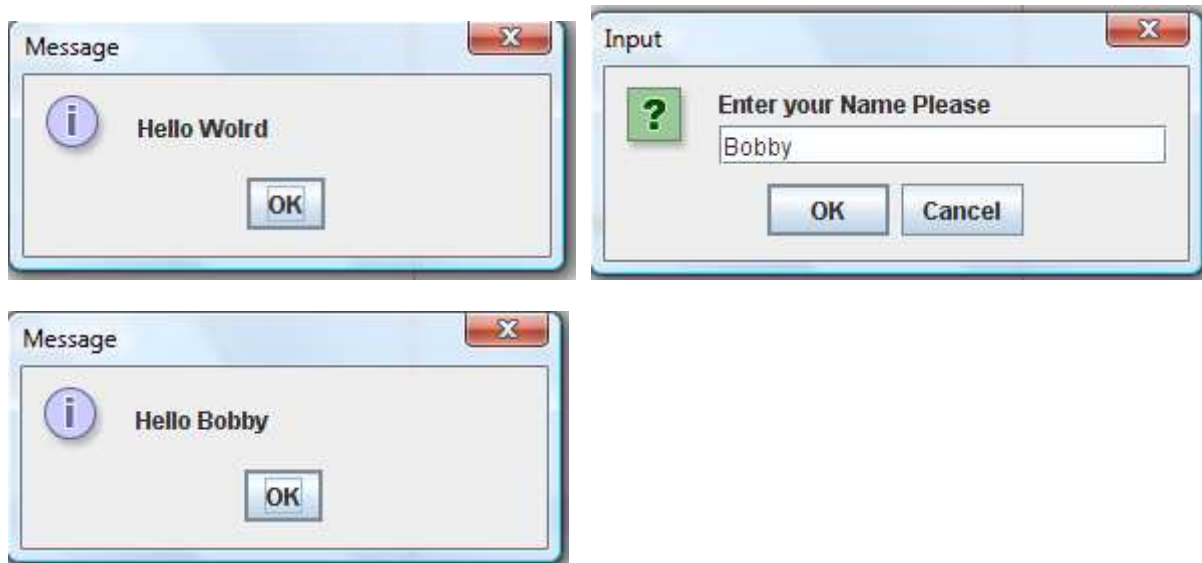 Message
Hello Wolrd
OK
Input
Enter your Name Please
Bobby
OK Cancel
Message
Hello Bobby
OK